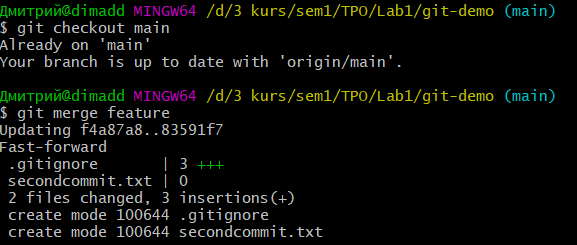 Дмитрий@dimadd MINGW64 /d/3 kurs/sem1/TPO/Lab1/git-demo (main)
$ git checkout main
Already on 'main'
Your branch is up to date with 'origin/main'.

Дмитрий@dimadd MINGW64 /d/3 kurs/sem1/TPO/Lab1/git-demo (main)
$ git merge feature
Updating f4a87a8..83591f7
Fast-forward
 .gitignore       | 3 +++
 secondcommit.txt | 0
 2 files changed, 3 insertions(+)
 create mode 100644 .gitignore
 create mode 100644 secondcommit.txt